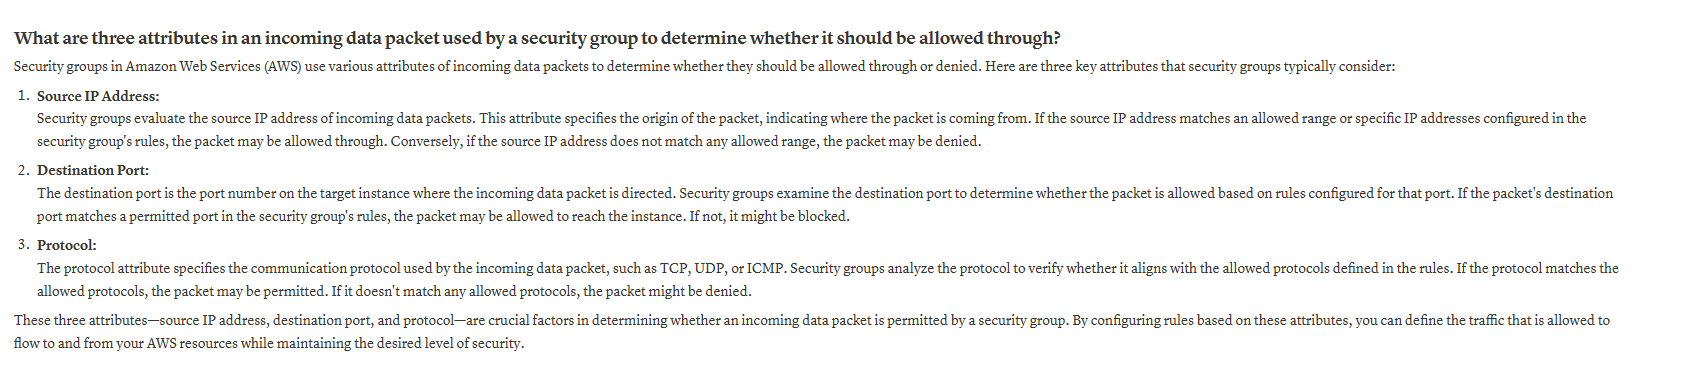 What are three attributes in an incoming data packet used by a security group to determine whether it should be allowed through?
Security groups in Amazon Web Services (AWS) use various attributes of incoming data packets to determine whether they should be allowed through or denied. Here are three key attributes that security groups typically consider:
1. Source IP Address:
Security groups evaluate the source IP address of incoming data packets. This attribute specifies the origin of the packet, indicating where the packet is coming from. If the source IP address matches an allowed range or specific IP addresses configured in the
security group's rules, the packet may be allowed through. Conversely, if the source IP address does not match any allowed range, the packet may be denied.
2. Destination Port:
The destination port is the port number on the target instance where the incoming data packet is directed. Security groups examine the destination port to determine whether the packet is allowed based on rules configured for that port. If the packet's destination
port matches a permitted port in the security group's rules, the packet may be allowed to reach the instance. If not, it might be blocked.
3. Protocol:
The protocol attribute specifies the communication protocol used by the incoming data packet, such as TCP, UDP, or ICMP. Security groups analyze the protocol to verify whether it aligns with the allowed protocols defined in the rules. If the protocol matches the
allowed protocols, the packet may be permitted. If it doesn't match any allowed protocols, the packet might be denied.
These three attributes—source IP address, destination port, and protocol—are crucial factors in determining whether an incoming data packet is permitted by a security group. By configuring rules based on these attributes, you can define the traffic that is allowed to
flow to and from your AWS resources while maintaining the desired level of security.